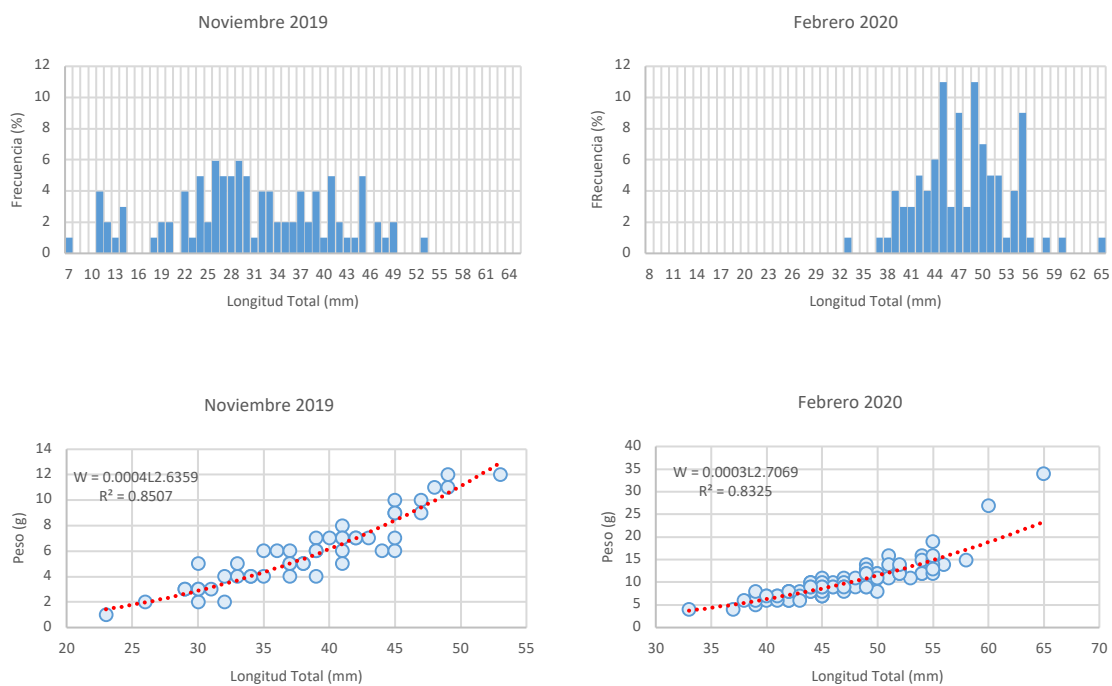 Noviembre 2019
Febrero 2020
Frecuencia (%)
12
10
8
6
4
2
0
7 10 13 16 19 22 25 28 31 34 37 40 43 46 49 52 55 58 61 64
Longitud Total (mm)
FRecuencia (%)
12
10
8
6
4
2
0
8 11 14 17 20 23 26 29 32 35 38 41 44 47 50 53 56 59 62 65
Longitud Total (mm)
Noviembre 2019
Febrero 2020
Peso (g)
14
12
10
8
6
4
2
0
W = 0.0004L2.6359
R² = 0.8507
20 25 30 35 40 45 50 55
Longitud Total (mm)
Peso (g)
40
35
30
25
20
15
10
5
0
W = 0.0003L2.7069
R² = 0.8325
30 35 40 45 50 55 60 65 70
Longitud Total (mm)